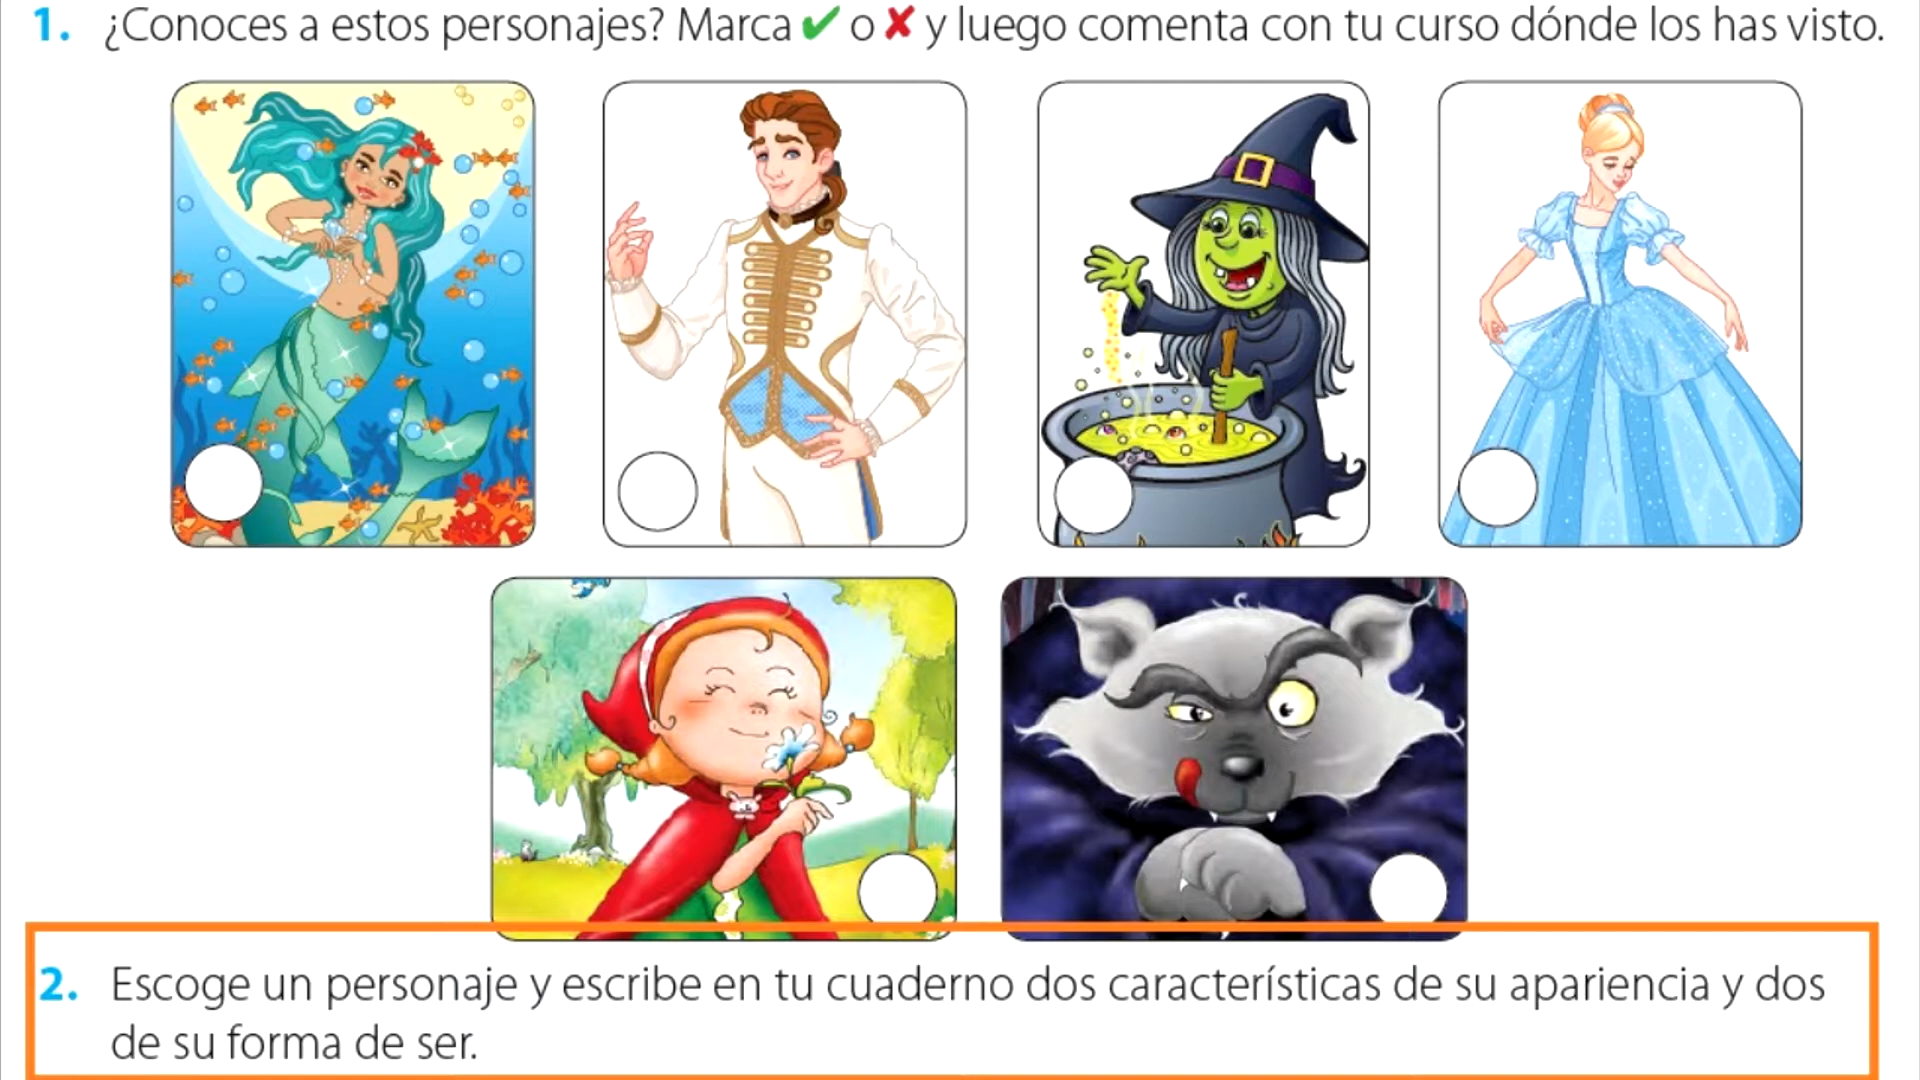 1. ¿Conoces a estos personajes? Marca ✔ o ✘ y luego comenta con tu curso dónde los has visto.
2. Escoge un personaje y escribe en tu cuaderno dos características de su apariencia y dos
de su forma de ser.